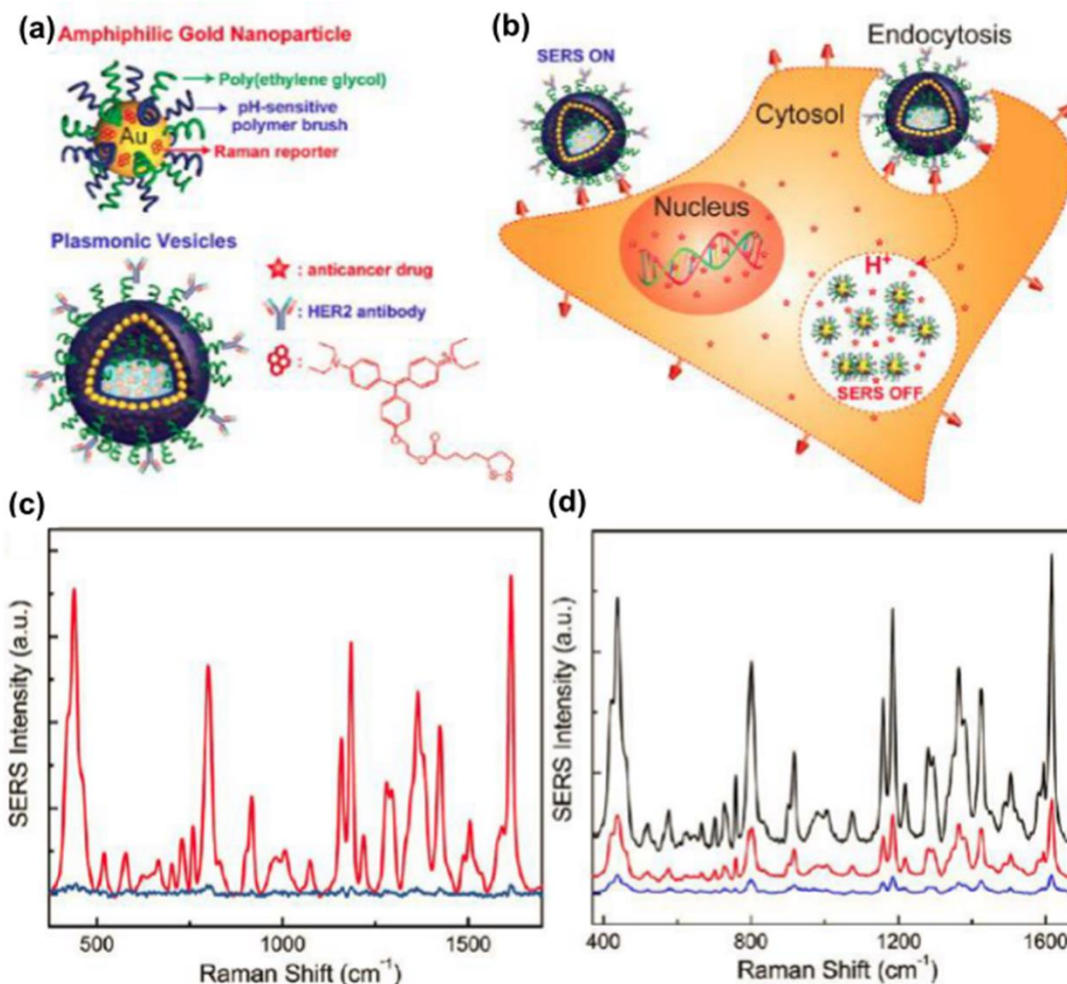 (a)
Amphiphilic Gold Nanoparticle
Poly(ethylene glycol)
pH-sensitive
polymer brush
Au
Raman reporter
Plasmonic Vesicles
: anticancer drug
: HER2 antibody
:
N
N
O
O
O
S
S
(b)
SERS ON
Endocytosis
Cytosol
Nucleus
H⁺
SERS OFF
(c)
SERS Intensity (a.u.)
500
1000
1500
Raman Shift (cm⁻¹)
(d)
SERS Intensity (a.u.)
400
800
1200
1600
Raman Shift (cm⁻¹)